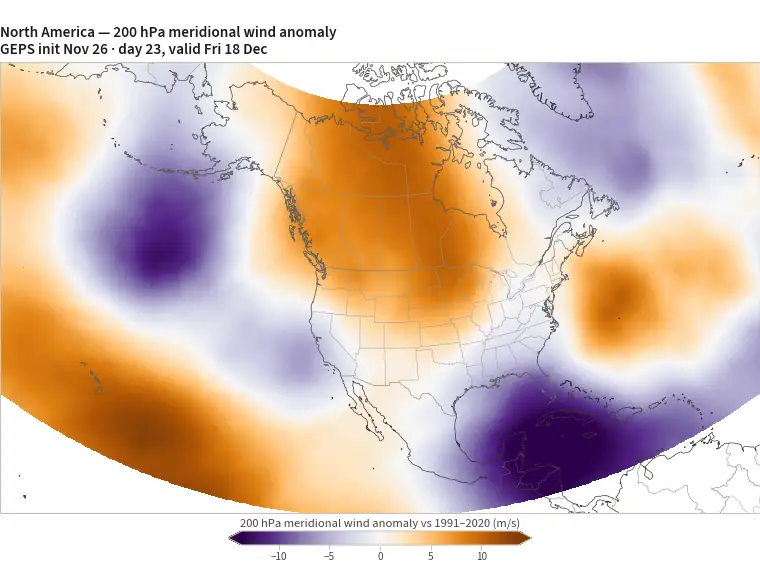 North America — 200 hPa meridional wind anomaly
GEPS init Nov 26 · day 23, valid Fri 18 Dec
200 hPa meridional wind anomaly vs 1991–2020 (m/s)
−10 −5 0 5 10